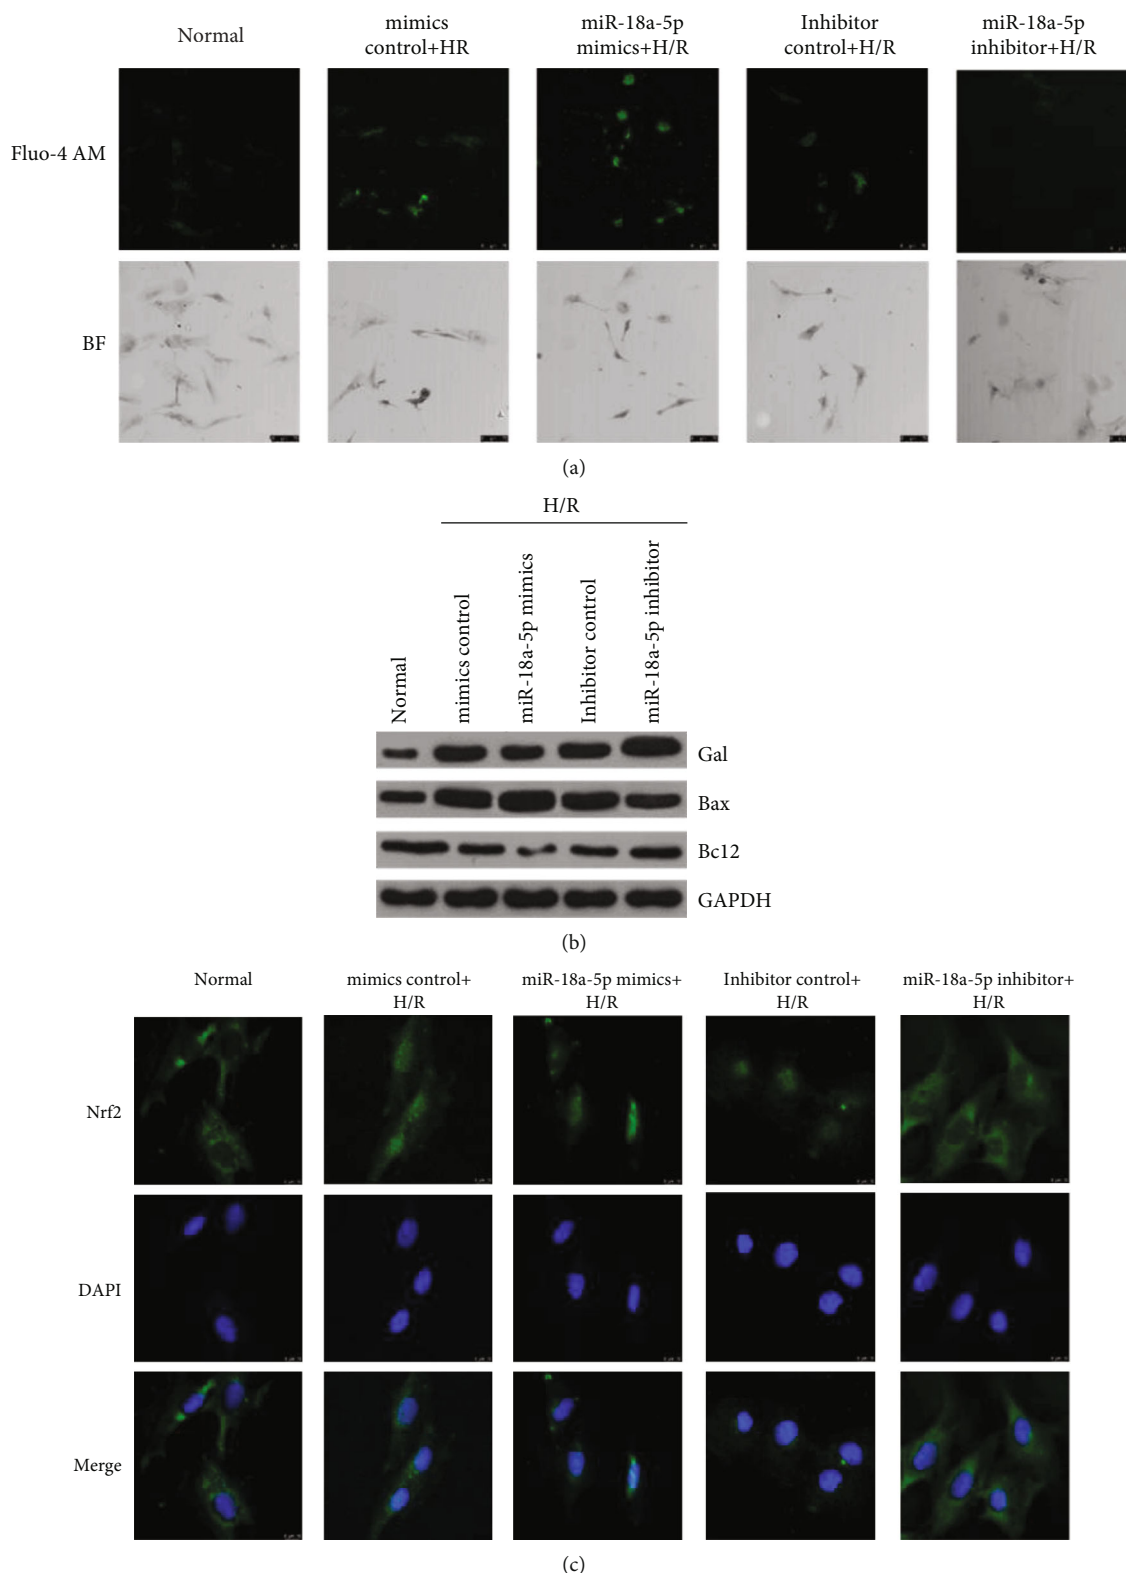 Normal
mimics
control+HR
miR-18a-5p
mimics+H/R
Inhibitor
control+H/R
miR-18a-5p
inhibitor+H/R
Fluo-4 AM
BF
(a)
H/R
Normal
mimics control
miR-18a-5p mimics
Inhibitor control
miR-18a-5p inhibitor
Gal
Bax
Bc12
GAPDH
(b)
Normal
mimics control+
H/R
miR-18a-5p mimics+
H/R
Inhibitor control+
H/R
miR-18a-5p inhibitor+
H/R
Nrf2
DAPI
Merge
(c)